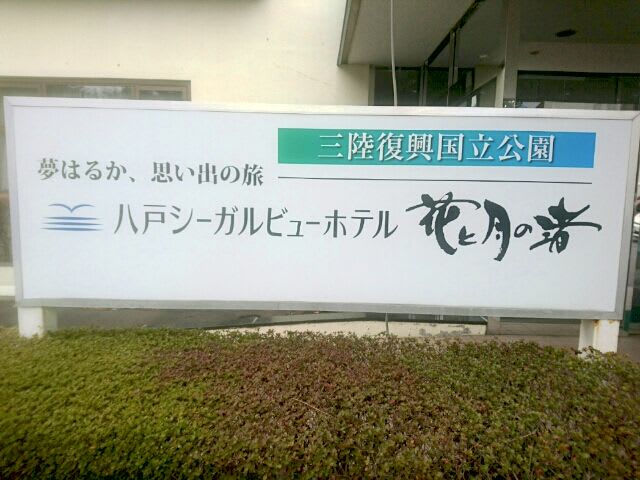 三陸復興国立公園
夢はるか、思い出の旅
八戸シーガルビューホテル 花と月の渚